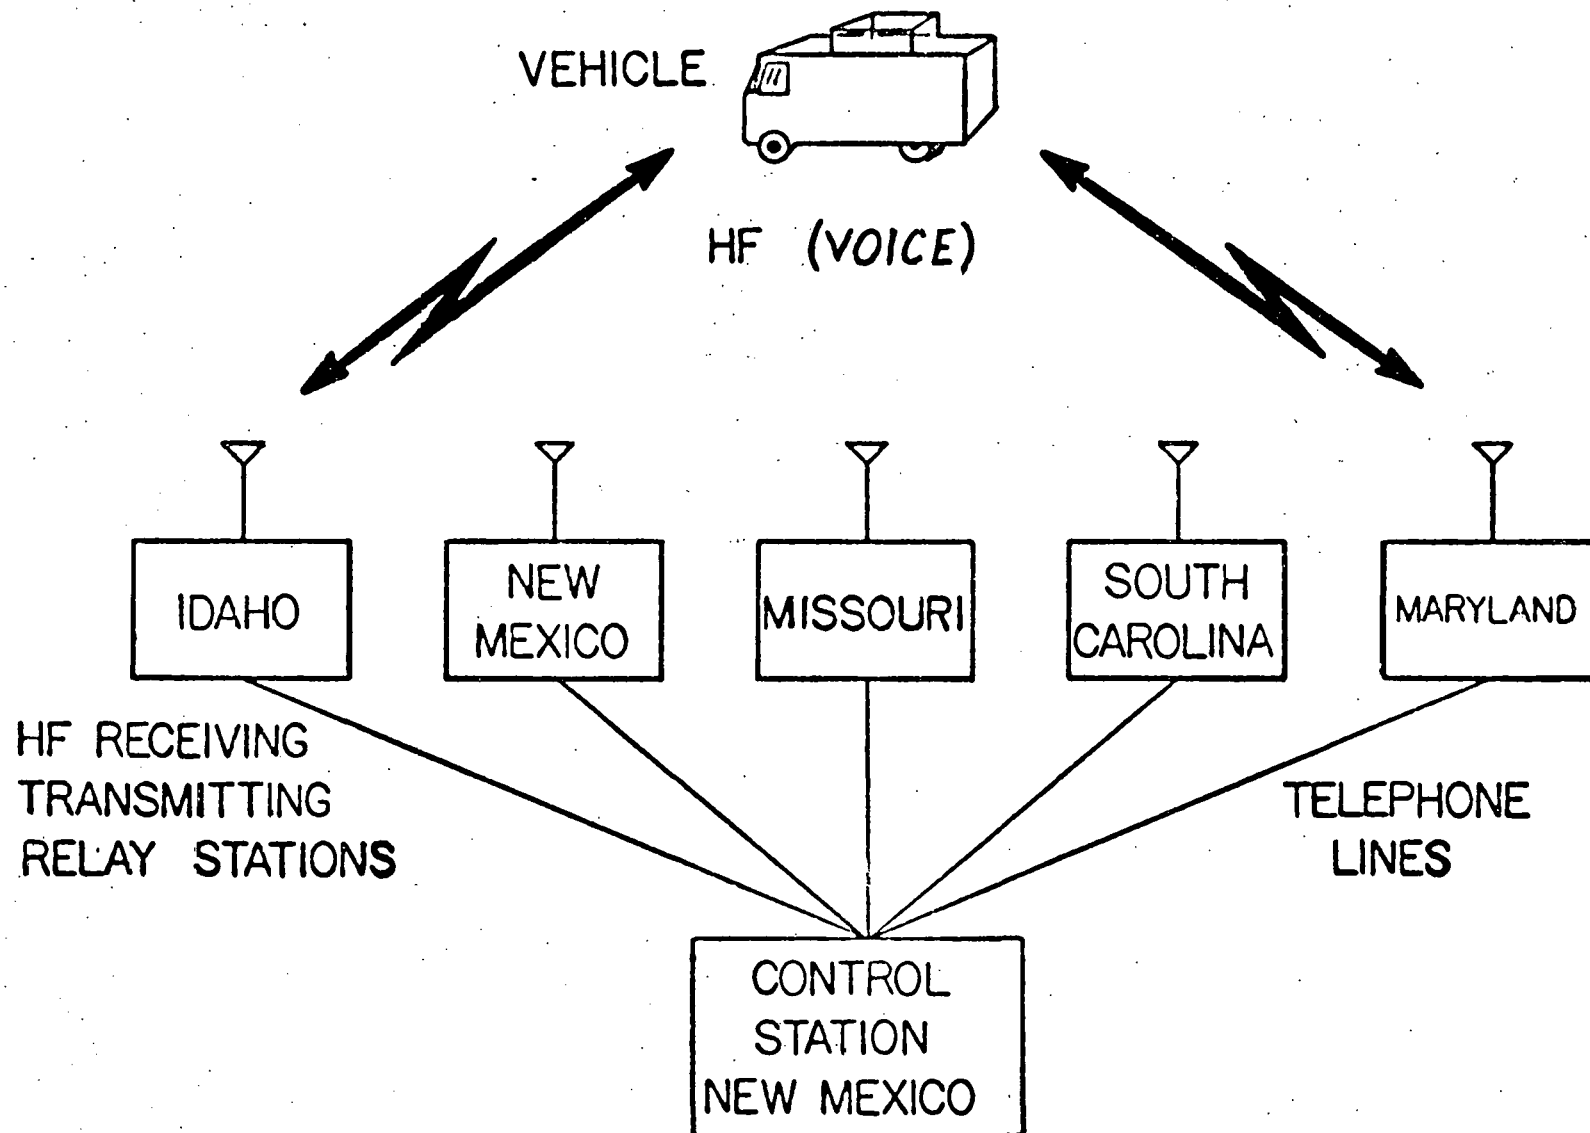 VEHICLE
HF (VOICE)
IDAHO
NEW
MEXICO
MISSOURI
SOUTH
CAROLINA
MARYLAND
HF RECEIVING
TRANSMITTING
RELAY STATIONS
TELEPHONE
LINES
CONTROL
STATION
NEW MEXICO